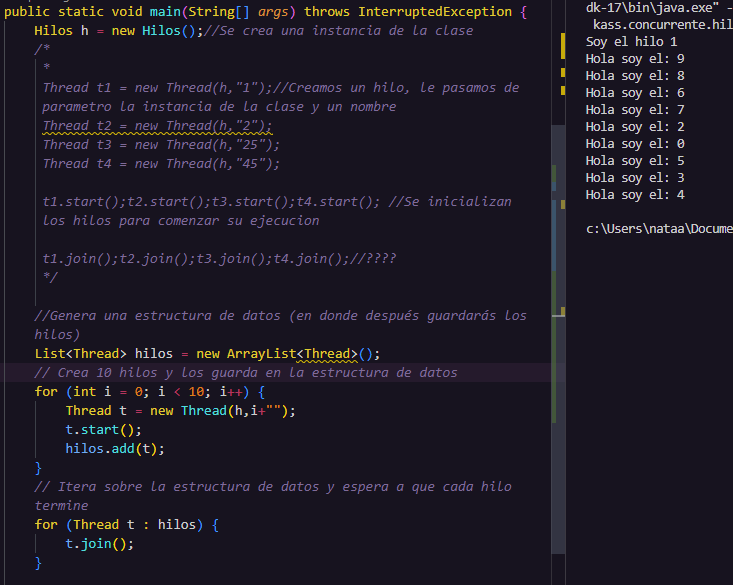 public static void main(String[] args) throws InterruptedException {
Hilos h = new Hilos();//Se crea una instancia de la clase
/*
*
Thread t1 = new Thread(h,"1");//Creamos un hilo, le pasamos de
parametro la instancia de la clase y un nombre
Thread t2 = new Thread(h,"2");
Thread t3 = new Thread(h,"25");
Thread t4 = new Thread(h,"45");
t1.start();t2.start();t3.start();t4.start(); //Se inicializan
los hilos para comenzar su ejecucion
t1.join();t2.join();t3.join();t4.join();//????
*/
//Genera una estructura de datos (en donde después guardarás los
hilos)
List<Thread> hilos = new ArrayList<Thread>();
// Crea 10 hilos y los guarda en la estructura de datos
for (int i = 0; i < 10; i++) {
Thread t = new Thread(h,i+"");
t.start();
hilos.add(t);
}
// Itera sobre la estructura de datos y espera a que cada hilo
termine
for (Thread t : hilos) {
t.join();
}
dk-17\bin\java.exe" -
kass.concurrente.hil
Soy el hilo 1
Hola soy el: 9
Hola soy el: 8
Hola soy el: 6
Hola soy el: 7
Hola soy el: 2
Hola soy el: 0
Hola soy el: 5
Hola soy el: 3
Hola soy el: 4
c:\Users\nataa\Docume